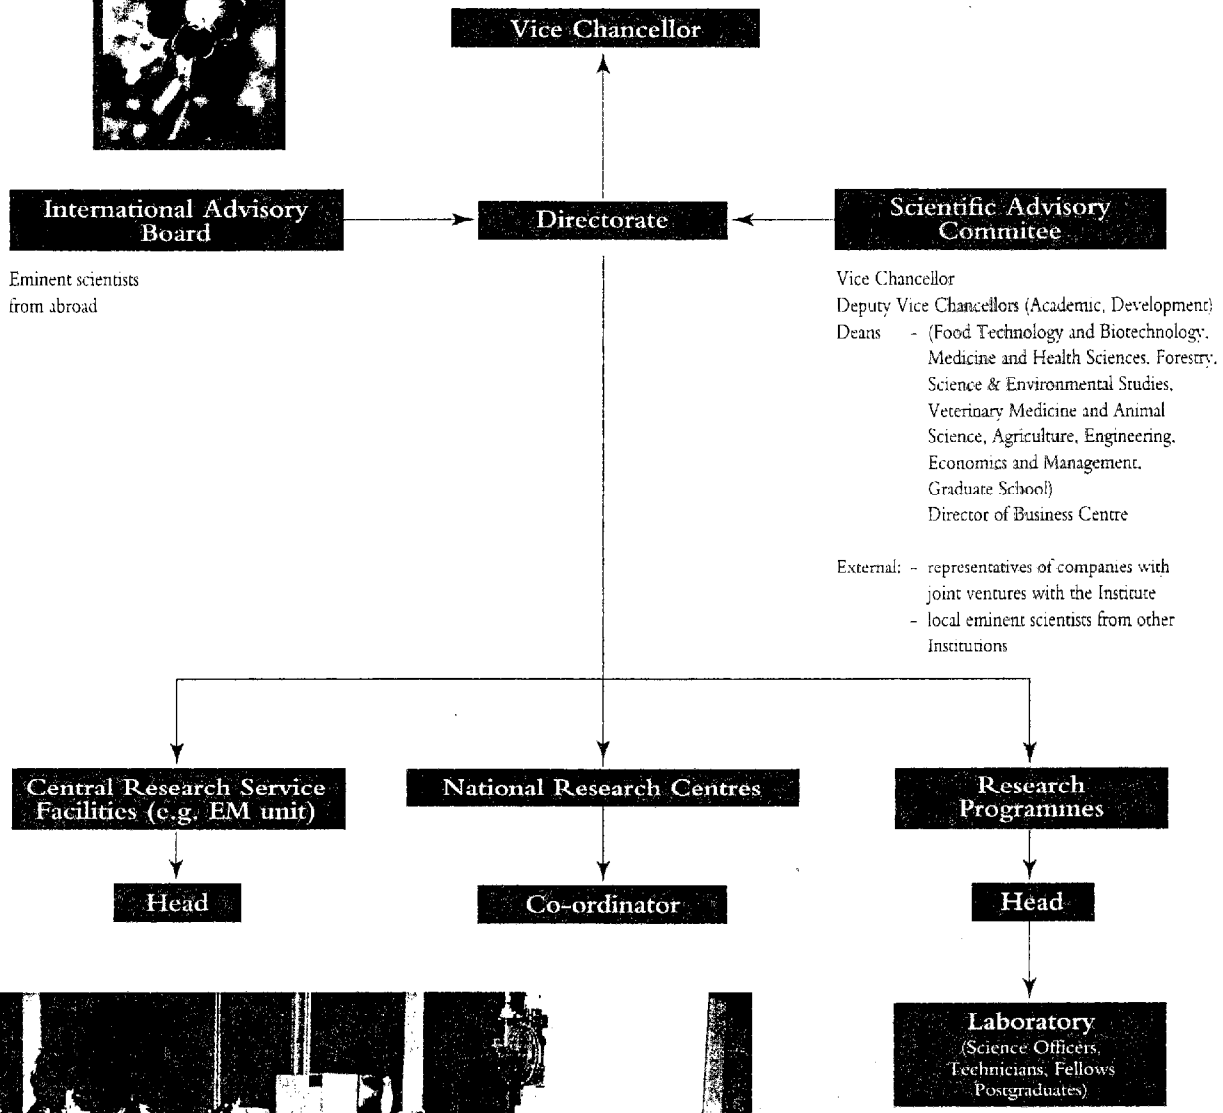 Vice Chancellor
International Advisory
Board
Directorate
Scientific Advisory
Commitee
Eminent scientists
from abroad
Vice Chancellor
Deputy Vice Chancellors (Academic, Development)
Deans - (Food Technology and Biotechnology,
Medicine and Health Sciences, Forestry,
Science & Environmental Studies,
Veterinary Medicine and Animal
Science, Agriculture, Engineering,
Economics and Management,
Graduate School)
Director of Business Centre
External: - representatives of companies with
joint ventures with the Institute
- local eminent scientists from other
Institutions
Central Research Service
Facilities (e.g. EM unit)
National Research Centres
Research
Programmes
Head
Co-ordinator
Head
Laboratory
(Science Officers,
Technicians, Fellows
Postgraduates)